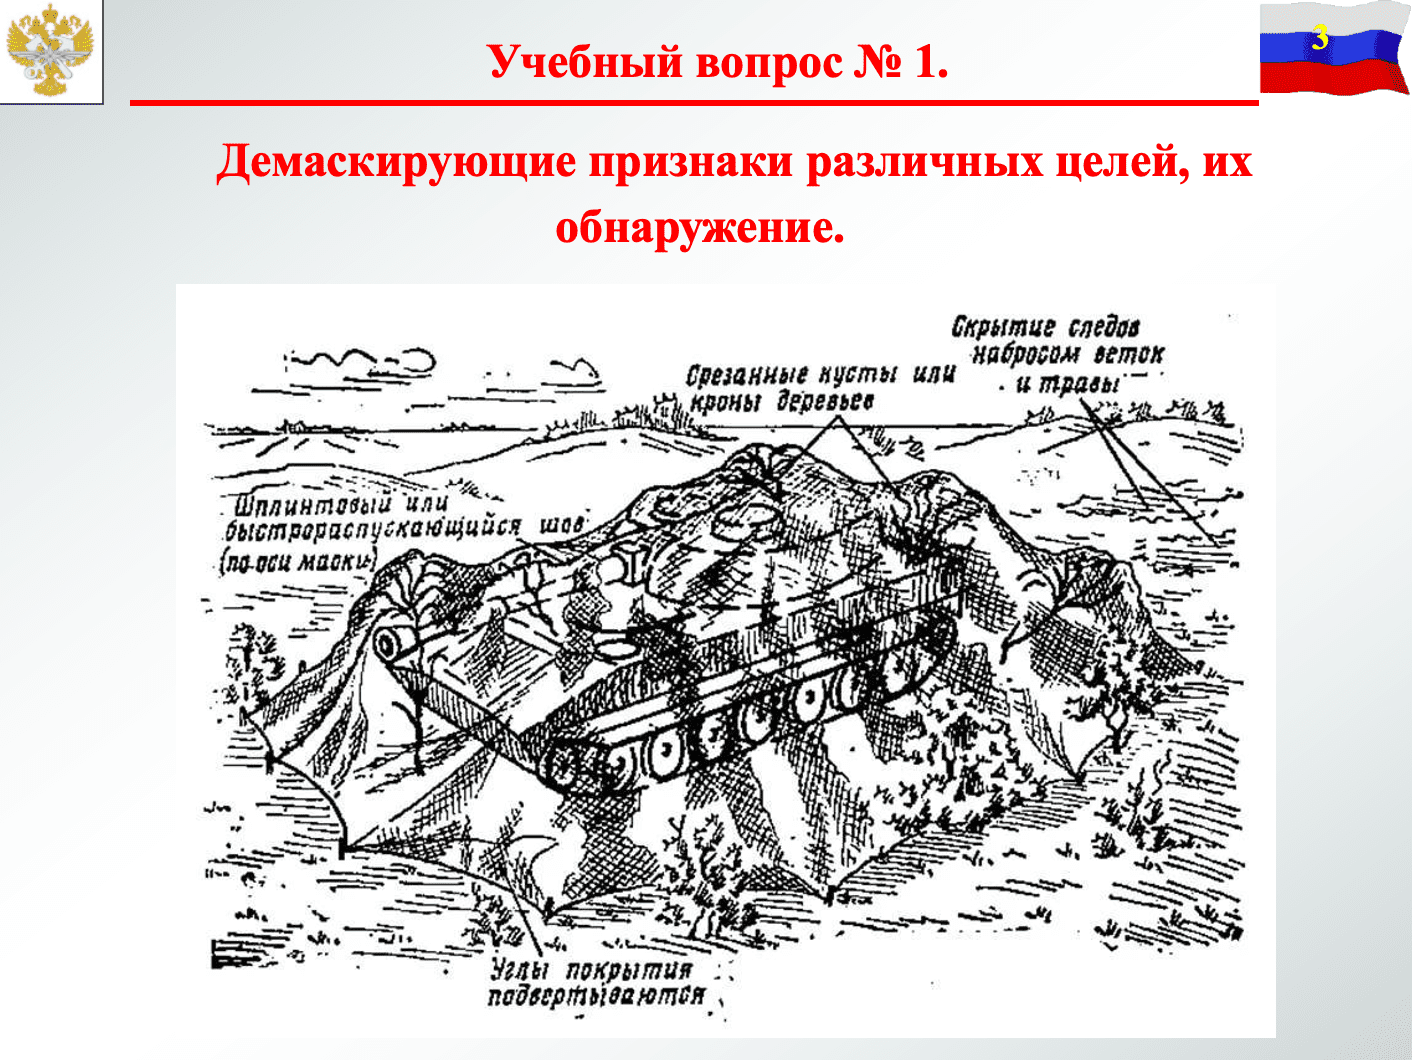 3
Учебный вопрос № 1.
Демаскирующие признаки различных целей, их
обнаружение.
Скрытие следов
набросом веток
и травы
Срезанные кусты или
кроны деревьев
Шплинтовый или
быстрораспускающийся шов
(по оси маски)
Углы покрытия
подвертываются